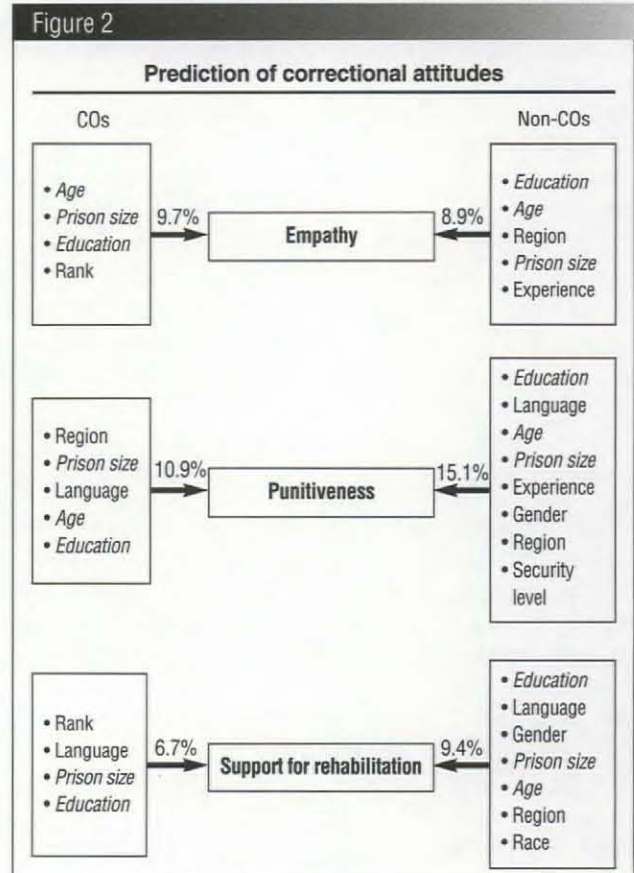 Figure 2
Prediction of correctional attitudes
COs
Non-COs
• Age
• Prison size
• Education
• Rank
9.7%
Empathy
8.9%
• Education
• Age
• Region
• Prison size
• Experience
• Region
• Prison size
• Language
• Age
• Education
10.9%
Punitiveness
15.1%
• Education
• Language
• Age
• Prison size
• Experience
• Gender
• Region
• Security
level
• Rank
• Language
• Prison size
• Education
6.7%
Support for rehabilitation
9.4%
• Education
• Language
• Gender
• Prison size
• Age
• Region
• Race